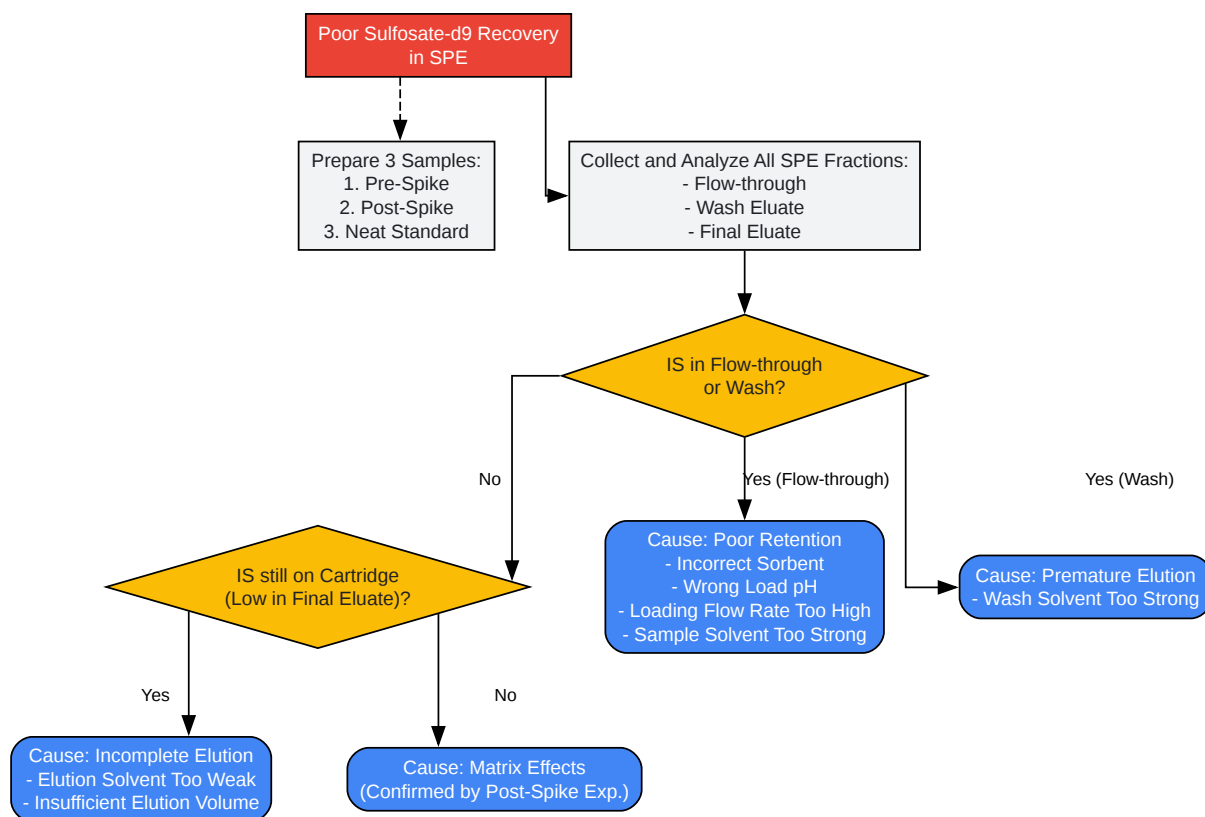 Poor Sulfosate-d9 Recovery
in SPE
Prepare 3 Samples:
1. Pre-Spike
2. Post-Spike
3. Neat Standard
Collect and Analyze All SPE Fractions:
- Flow-through
- Wash Eluate
- Final Eluate
IS in Flow-through
or Wash?
No
Yes (Flow-through)
Yes (Wash)
IS still on Cartridge
(Low in Final Eluate)?
Cause: Poor Retention
- Incorrect Sorbent
- Wrong Load pH
- Loading Flow Rate Too High
- Sample Solvent Too Strong
Cause: Premature Elution
- Wash Solvent Too Strong
Yes
No
Cause: Incomplete Elution
- Elution Solvent Too Weak
- Insufficient Elution Volume
Cause: Matrix Effects
(Confirmed by Post-Spike Exp.)